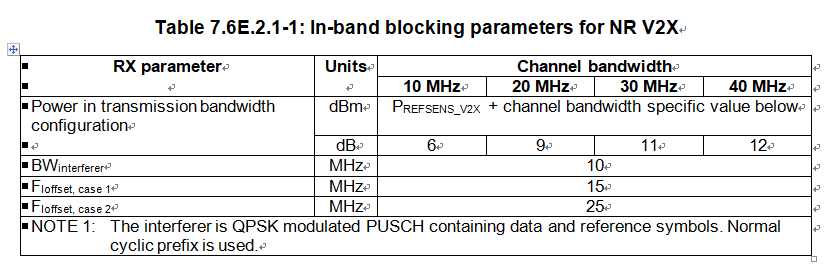 Table 7.6E.2.1-1: In-band blocking parameters for NR V2X
RX parameter Units Channel bandwidth
10 MHz 20 MHz 30 MHz 40 MHz
Power in transmission bandwidth configuration dBm PREFSENS_V2X + channel bandwidth specific value below
dB 6 9 11 12
BWinterferer MHz 10
FIoffset, case 1 MHz 15
FIoffset, case 2 MHz 25
NOTE 1: The interferer is QPSK modulated PUSCH containing data and reference symbols. Normal
cyclic prefix is used.